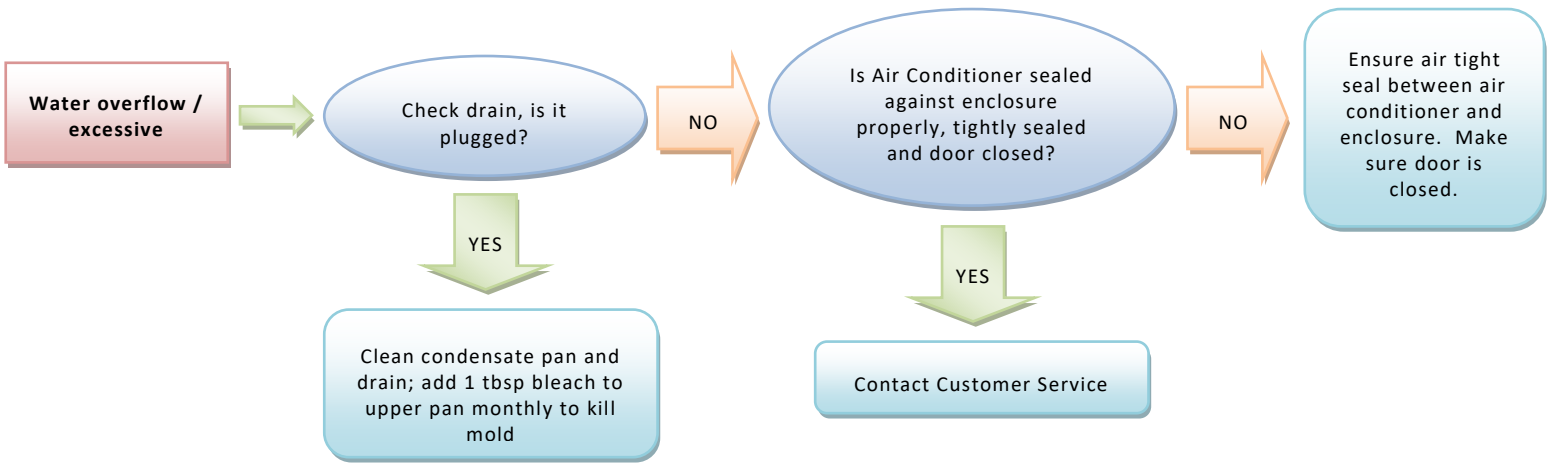 Water overflow /
excessive
Check drain, is it
plugged?
NO
Is Air Conditioner sealed
against enclosure
properly, tightly sealed
and door closed?
NO
Ensure air tight
seal between air
conditioner and
enclosure.  Make
sure door is
closed.
YES
Clean condensate pan and
drain; add 1 tbsp bleach to
upper pan monthly to kill
mold
YES
Contact Customer Service